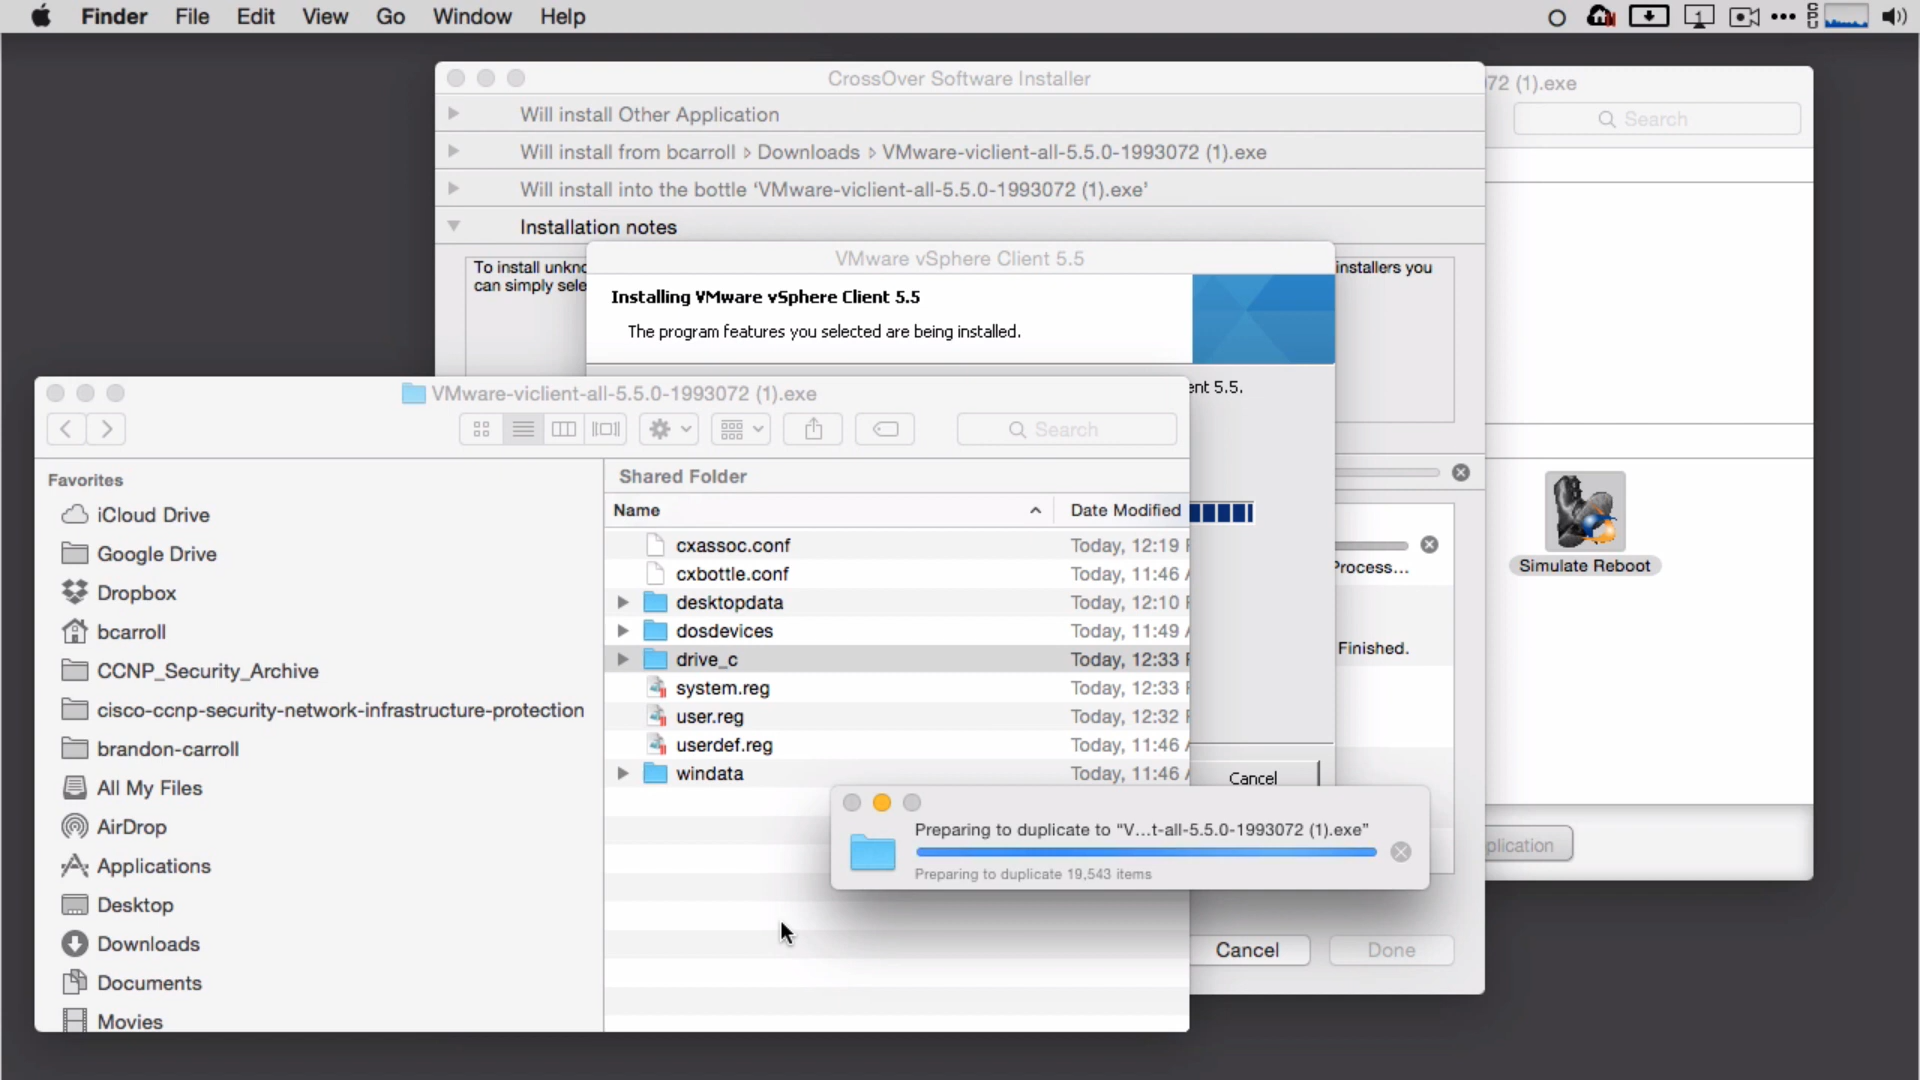 Finder File Edit View Go Window Help
1
CPU
CrossOver Software Installer
72 (1).exe
Will install Other Application
Search
Will install from bcarroll ▹ Downloads ▹ VMware-viclient-all-5.5.0-1993072 (1).exe
Will install into the bottle ‘VMware-viclient-all-5.5.0-1993072 (1).exe’
Installation notes
To install unkno
installers you
can simply sele
VMware vSphere Client 5.5
Installing VMware vSphere Client 5.5
The program features you selected are being installed.
ent 5.5.
VMware-viclient-all-5.5.0-1993072 (1).exe
Search
Favorites
iCloud Drive
Google Drive
Dropbox
bcarroll
CCNP_Security_Archive
cisco-ccnp-security-network-infrastructure-protection
brandon-carroll
All My Files
AirDrop
Applications
Desktop
Downloads
Documents
Movies
Shared Folder
Name Date Modified
cxassoc.conf Today, 12:19
cxbottle.conf Today, 11:46
desktopdata Today, 12:10
dosdevices Today, 11:49
drive_c Today, 12:33
system.reg Today, 12:33
user.reg Today, 12:32
userdef.reg Today, 11:46
windata Today, 11:46
Process...
Finished.
Simulate Reboot
Cancel
Preparing to duplicate to “V...t-all-5.5.0-1993072 (1).exe”
Preparing to duplicate 19,543 items
plication
Cancel Done